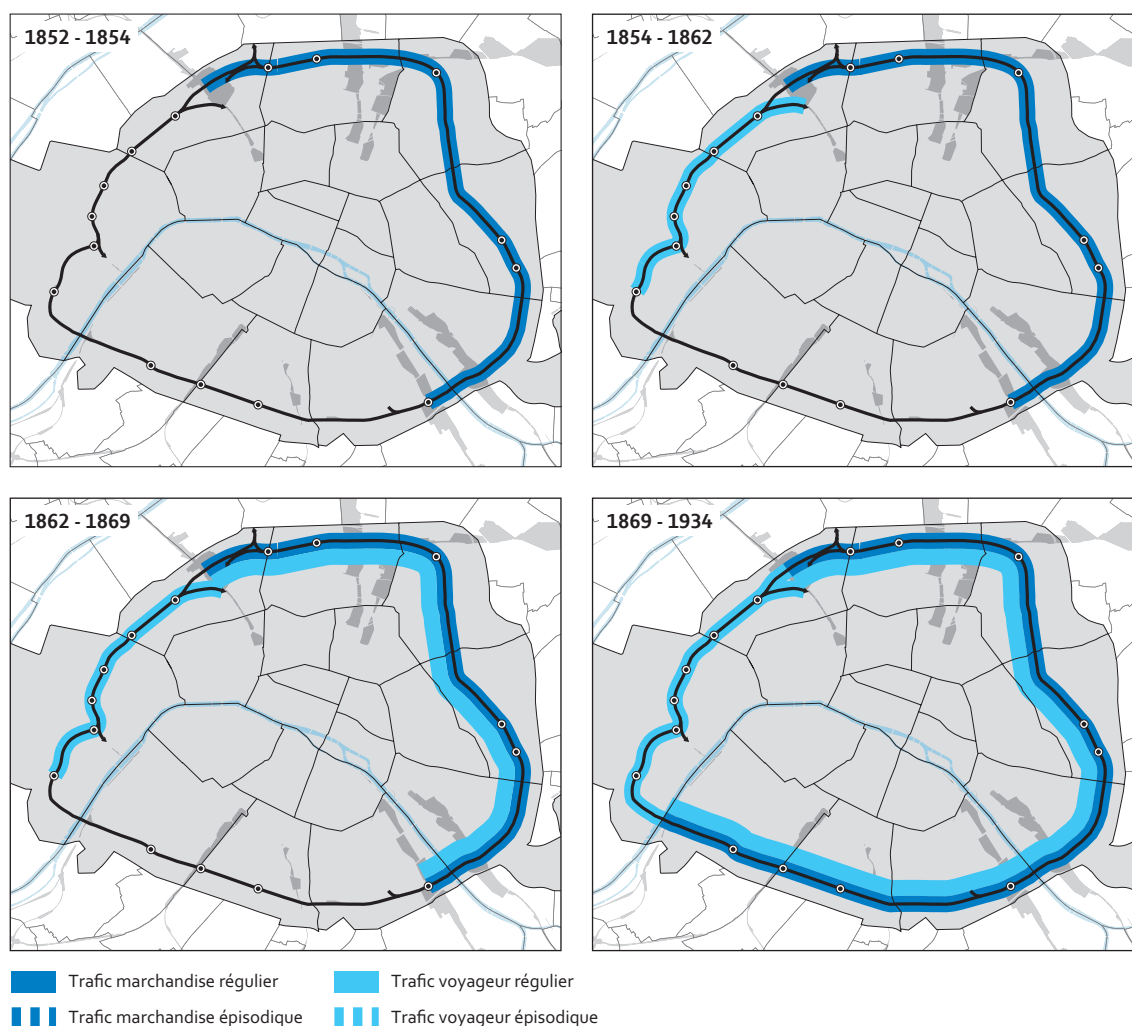 1852 - 1854
1854 - 1862
1862 - 1869
1869 - 1934
Trafic marchandise régulier
Trafic voyageur régulier
Trafic marchandise épisodique
Trafic voyageur épisodique